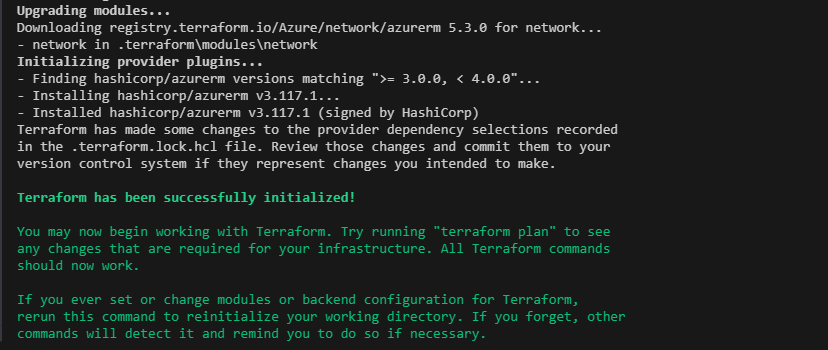 Upgrading modules...
Downloading registry.terraform.io/Azure/network/azurerm 5.3.0 for network...
- network in .terraform\modules\network
Initializing provider plugins...
- Finding hashicorp/azurerm versions matching ">= 3.0.0, < 4.0.0"...
- Installing hashicorp/azurerm v3.117.1...
- Installed hashicorp/azurerm v3.117.1 (signed by HashiCorp)
Terraform has made some changes to the provider dependency selections recorded
in the .terraform.lock.hcl file. Review those changes and commit them to your
version control system if they represent changes you intended to make.
Terraform has been successfully initialized!
You may now begin working with Terraform. Try running "terraform plan" to see
any changes that are required for your infrastructure. All Terraform commands
should now work.
If you ever set or change modules or backend configuration for Terraform,
rerun this command to reinitialize your working directory. If you forget, other
commands will detect it and remind you to do so if necessary.